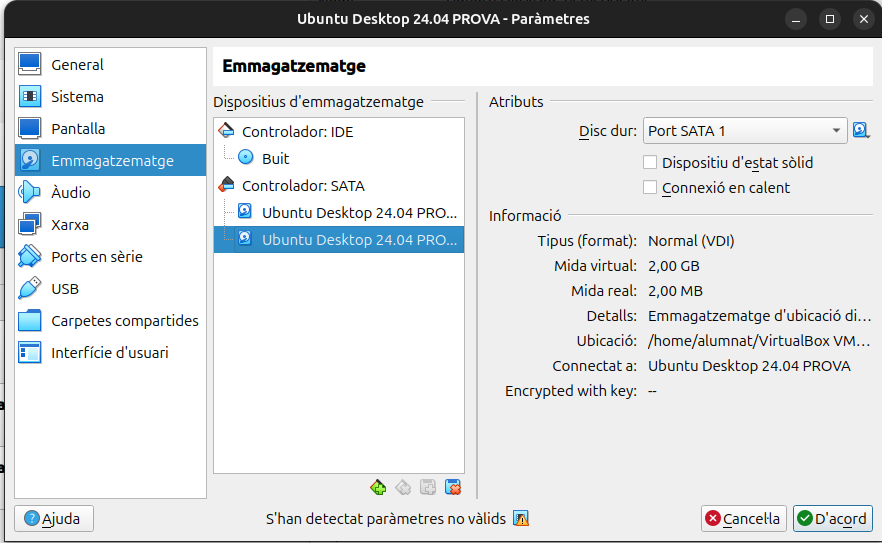 Ubuntu Desktop 24.04 PROVA - Paràmetres
General
Sistema
Pantalla
Emmagatzematge
Àudio
Xarxa
Ports en sèrie
USB
Carpetes compartides
Interfície d'usuari
Emmagatzematge
Dispositius d'emmagatzematge
Controlador: IDE
Buit
Controlador: SATA
Ubuntu Desktop 24.04 PRO...
Ubuntu Desktop 24.04 PRO...
Atributs
Disc dur: Port SATA 1
Dispositiu d'estat sòlid
Connexió en calent
Informació
Tipus (format): Normal (VDI)
Mida virtual: 2,00 GB
Mida real: 2,00 MB
Detalls: Emmagatzematge d'ubicació di...
Ubicació: /home/alumnat/VirtualBox VM...
Connectat a: Ubuntu Desktop 24.04 PROVA
Encrypted with key: --
Ajuda
S'han detectat paràmetres no vàlids
Cancel·la
D'acord